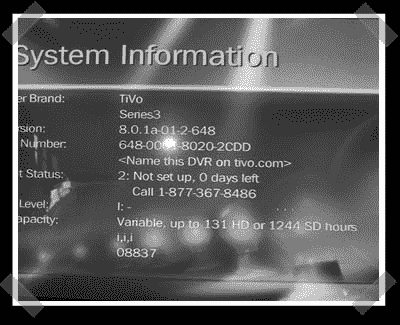 System Information
er Brand: TiVo
Series3
rsion: 8.0.1a-01-2-648
Number: 648-00 -8020-2CDD
<Name this DVR on tivo.com>
t Status: 2: Not set up, 0 days left
Call 1-877-367-8486
Level: I: -
apacity: Variable, up to 131 HD or 1244 SD hours
i,i,i
08837